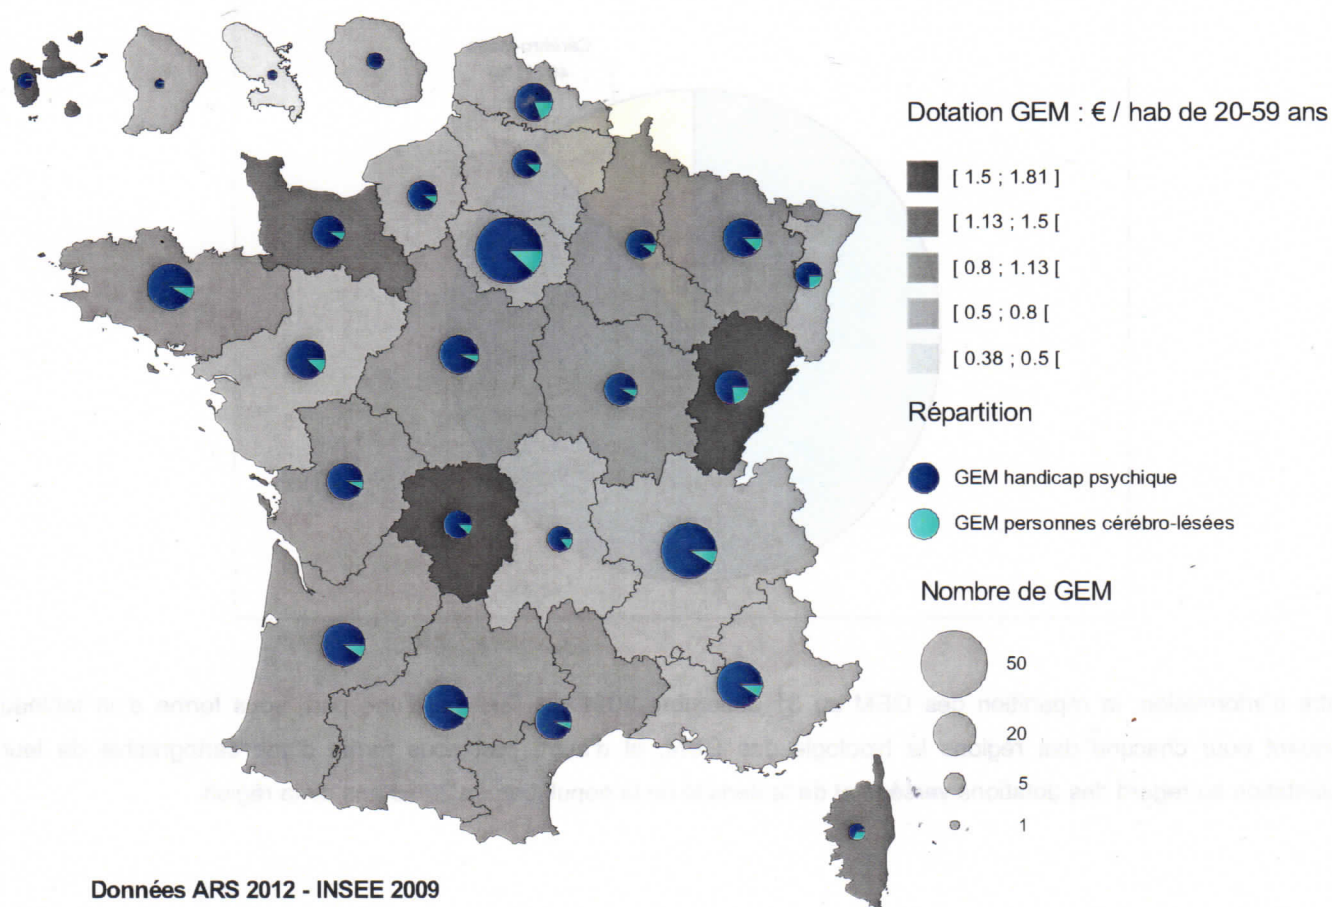 Dotation GEM : € / hab de 20-59 ans
[ 1.5 ; 1.81 ]
[ 1.13 ; 1.5 [
[ 0.8 ; 1.13 [
[ 0.5 ; 0.8 [
[ 0.38 ; 0.5 [
Répartition
GEM handicap psychique
GEM personnes cérébro-lésées
Nombre de GEM
50
20
5
1
Données ARS 2012 - INSEE 2009